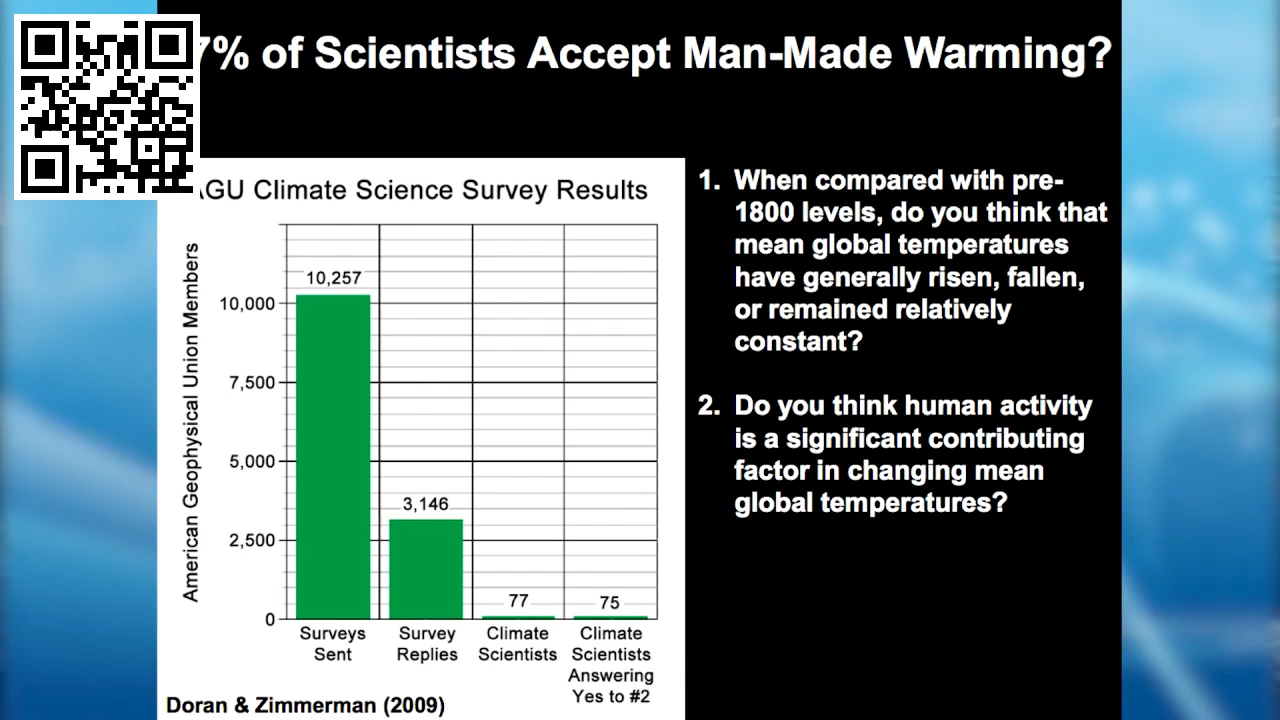 7% of Scientists Accept Man-Made Warming?
AGU Climate Science Survey Results
American Geophysical Union Members
10,000
7,500
5,000
2,500
0
10,257
3,146
77
75
Surveys
Sent
Survey
Replies
Climate
Scientists
Climate
Scientists
Answering
Yes to #2
Doran & Zimmerman (2009)
1. When compared with pre-
1800 levels, do you think that
mean global temperatures
have generally risen, fallen,
or remained relatively
constant?
2. Do you think human activity
is a significant contributing
factor in changing mean
global temperatures?